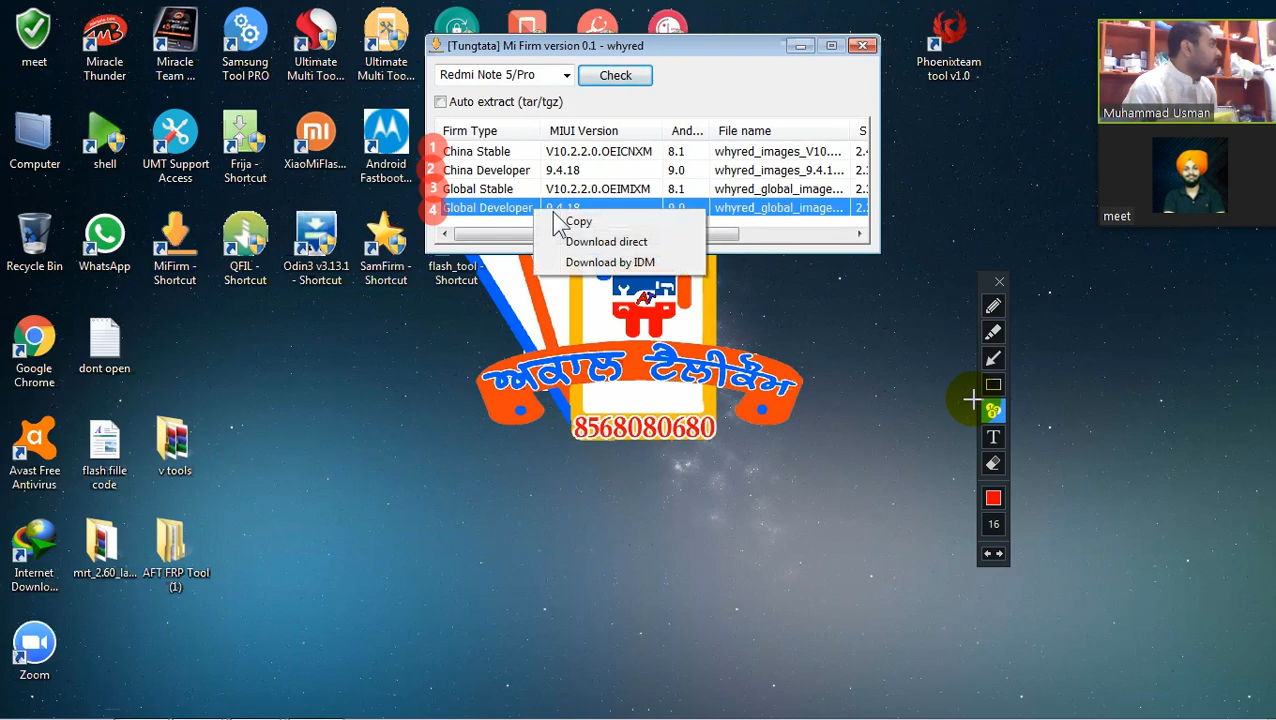 [Tungtata] Mi Firm version 0.1 - whyred
Redmi Note 5/Pro
Check
Auto extract (tar/tgz)
Firm Type MIUI Version And... File name S
1 China Stable V10.2.2.0.OEICNXM 8.1 whyred_images_V10....
2 China Developer 9.4.18 9.0 whyred_images_9.4.1...
3 Global Stable V10.2.2.0.OEIMIXM 8.1 whyred_global_image...
4 Global Developer 9.4.18 9.0 whyred_global_image...
Copy
Download direct
Download by IDM
meet
Miracle Thunder
Miracle Team ...
Samsung Tool PRO
Ultimate Multi Too...
Ultimate Multi Too...
Phoenixteam tool v1.0
Computer
shell
UMT Support Access
Frija - Shortcut
XiaoMiFlas...
Android Fastboot...
Recycle Bin
WhatsApp
MiFirm - Shortcut
QFIL - Shortcut
Odin3 v3.13.1 - Shortcut
SamFirm - Shortcut
flash_tool - Shortcut
Google Chrome
dont open
Avast Free Antivirus
flash fille code
v tools
Internet Downlo...
mrt_2.60_la...
AFT FRP Tool (1)
Zoom
ਅਕਾਲ ਟੈਲੀਕੌਮ
8568080680
Muhammad Usman
meet
T
16